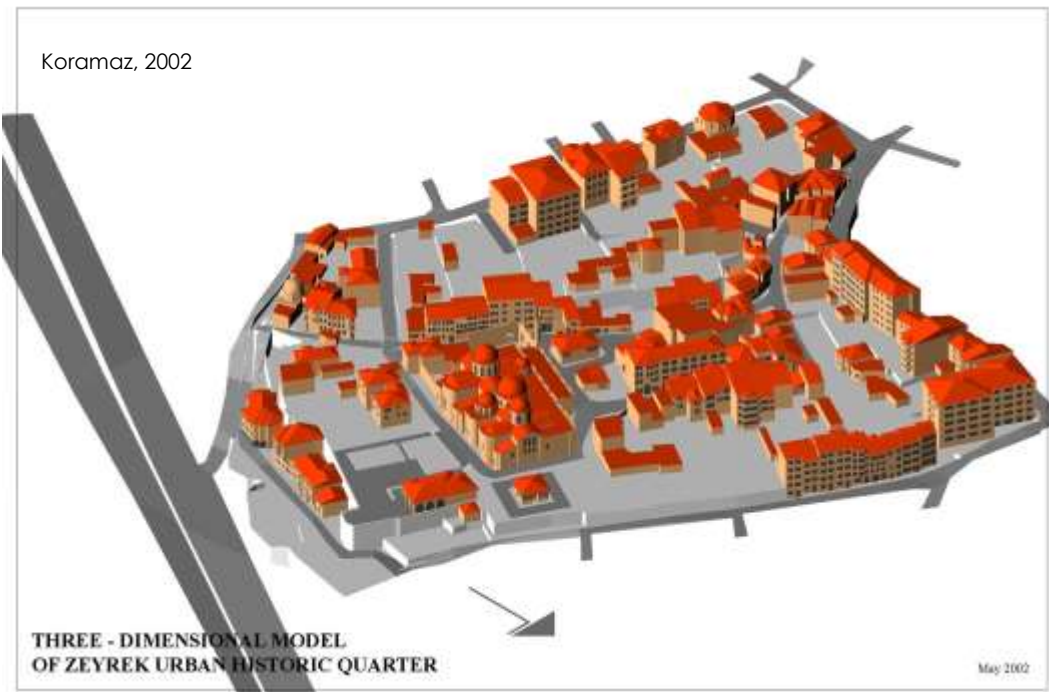 Koramaz, 2002
THREE - DIMENSIONAL MODEL
OF ZEYREK URBAN HISTORIC QUARTER
May 2002